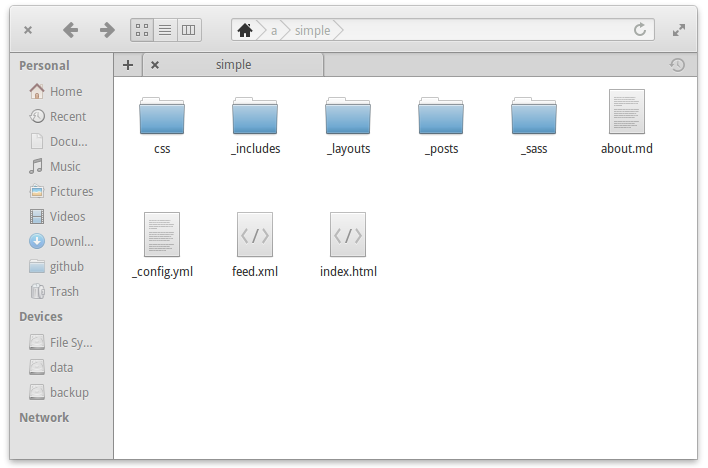 a simple
Personal
Home
Recent
Docu...
Music
Pictures
Videos
Downl...
github
Trash
Devices
File Sy...
data
backup
Network
simple
css
_includes
_layouts
_posts
_sass
about.md
_config.yml
feed.xml
index.html